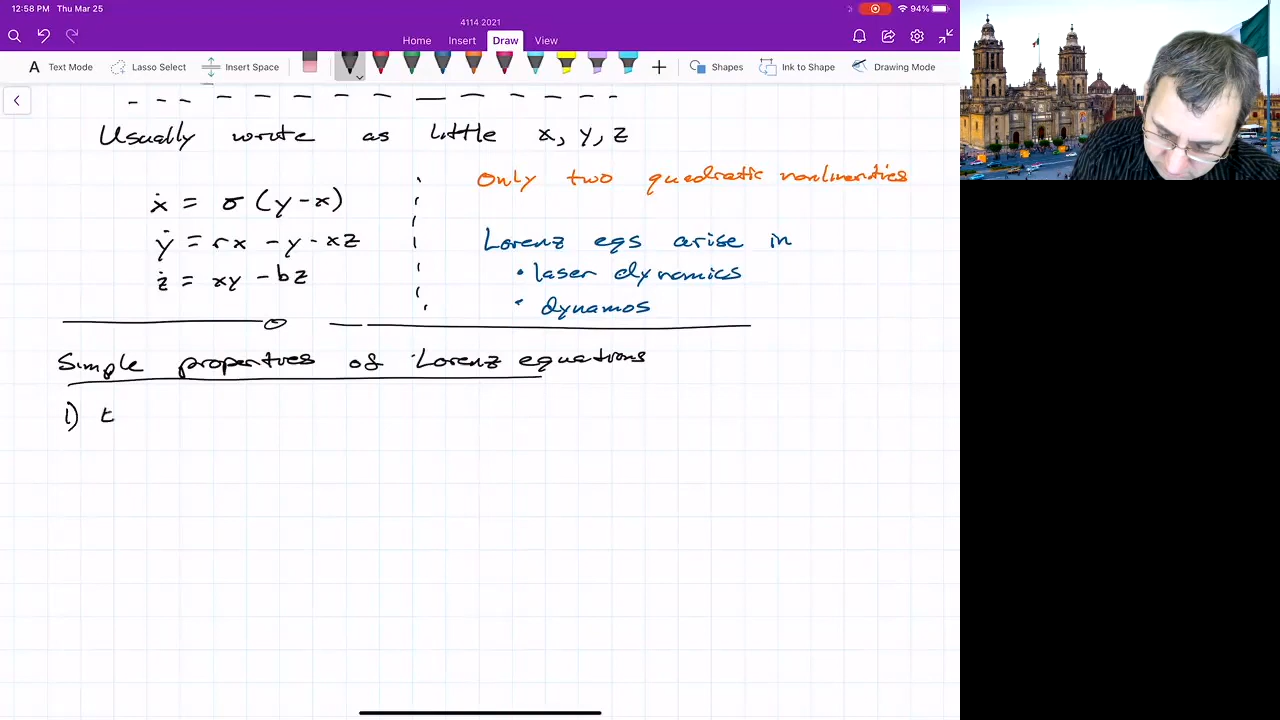 12:58 PM Thu Mar 25
94%
4114 2021
Home Insert Draw View
Text Mode Lasso Select Insert Space Shapes Ink to Shape Drawing Mode
Usually wrote as little x, y, z
Only two quadratic nonlinearities
ẋ = σ (y-x)
ẏ = rx - y - xz
ż = xy - bz
Lorenz eqs arise in
• laser dynamics
• dynamos
Simple properties of Lorenz equations
1) t